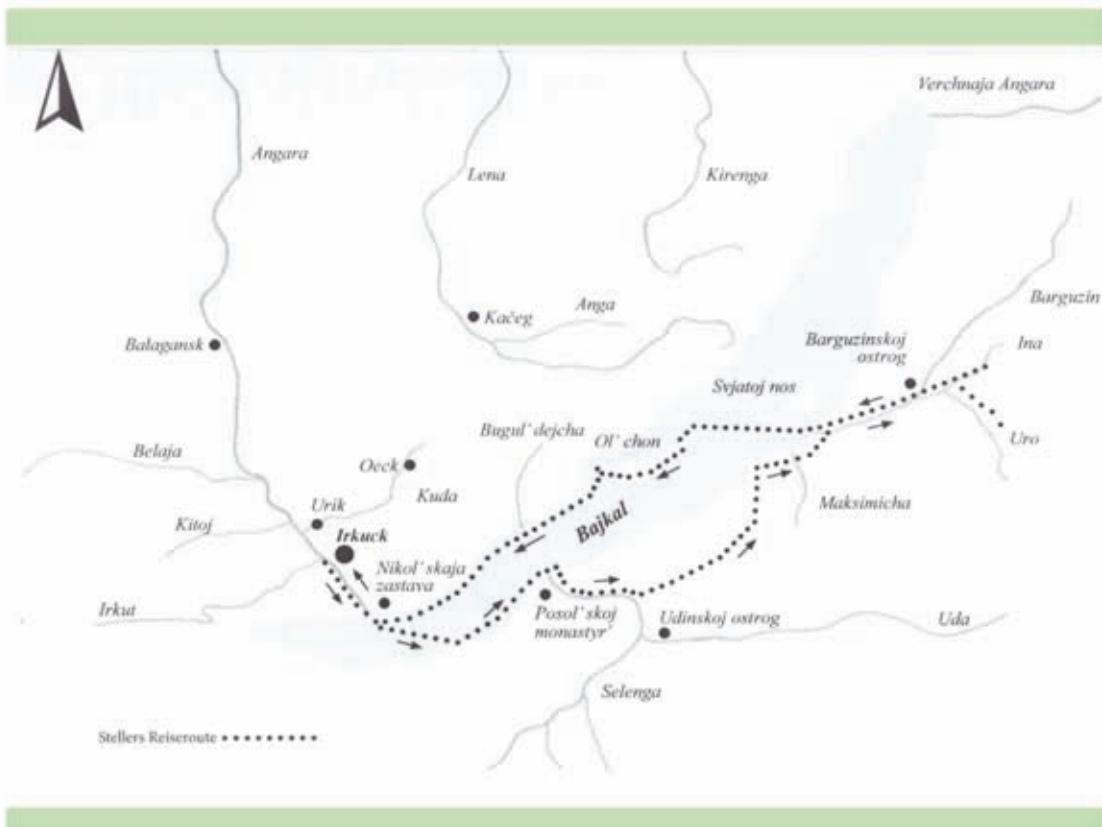 Verchnaja Angara
Angara
Lena
Kirenga
Barguzin
Anga
Kačeg
Balagansk
Barguzinskoj
ostrog
Ina
Svjatoj nos
Bugul'dejcha
Ol'chon
Uro
Belaja
Oeck
Kuda
Urik
Maksimicha
Kitoj
Irkuck
Bajkal
Nikol'skaja
zastava
Irkut
Posol'skoj
monastyr'
Udinskoj ostrog
Uda
Selenga
Stellers Reiseroute